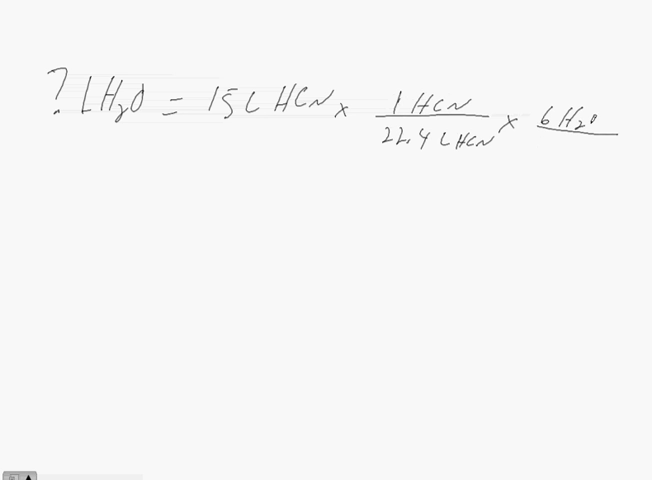 ? L H₂O = 15 L HCN x 1 HCN / 22.4 L HCN x 6 H₂O